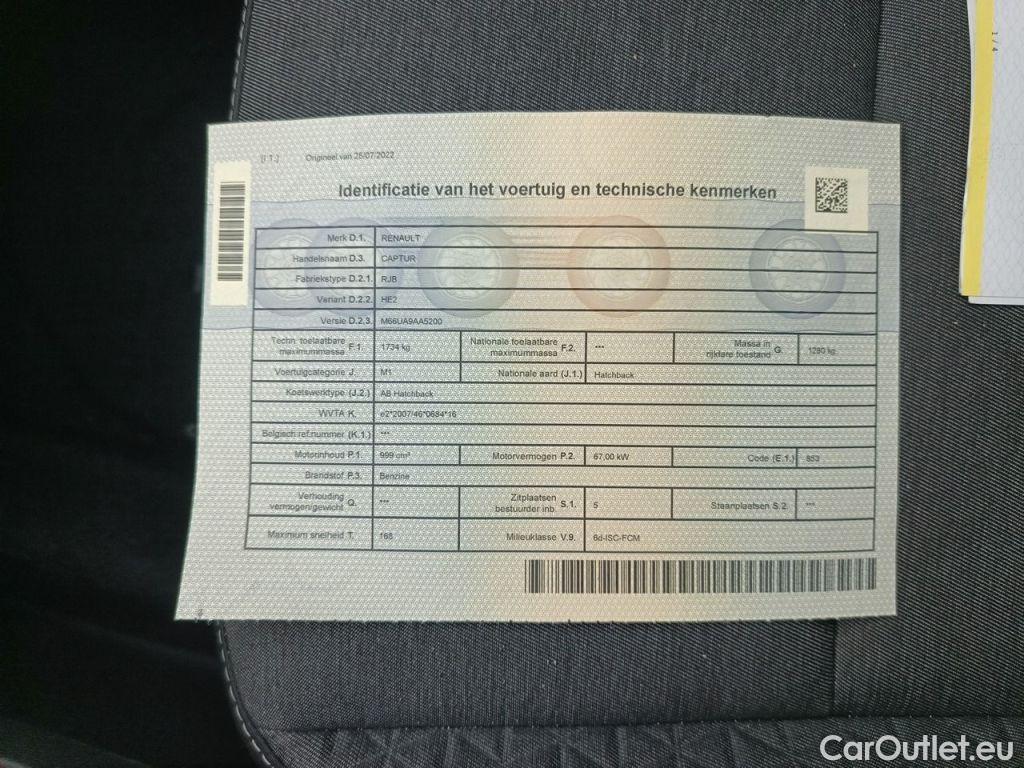 1 / 4
(I.1.) Origineel van 25/07/2022
Identificatie van het voertuig en technische kenmerken
Merk D.1. RENAULT
Handelsnaam D.3. CAPTUR
Fabriekstype D.2.1. RJB
Variant D.2.2. HE2
Versie D.2.3. M66UA9AA5200
Techn. toelaatbare maximummassa F.1. 1734 kg Nationale toelaatbare maximummassa F.2. --- Massa in rijklare toestand G. 1290 kg
Voertuigcategorie J. M1 Nationale aard (J.1.) Hatchback
Koetswerktype (J.2.) AB Hatchback
WVTA K. e2*2007/46*0684*16
Belgisch ref.nummer (K.1.) ---
Motorinhoud P.1. 999 cm³ Motorvermogen P.2. 67,00 kW Code (E.1.) 853
Brandstof P.3. Benzine
Verhouding vermogen/gewicht Q. --- Zitplaatsen bestuurder inb. S.1. 5 Staanplaatsen S.2. ---
Maximum snelheid T. 168 Milieuklasse V.9. 6d-ISC-FCM
CarOutlet.eu